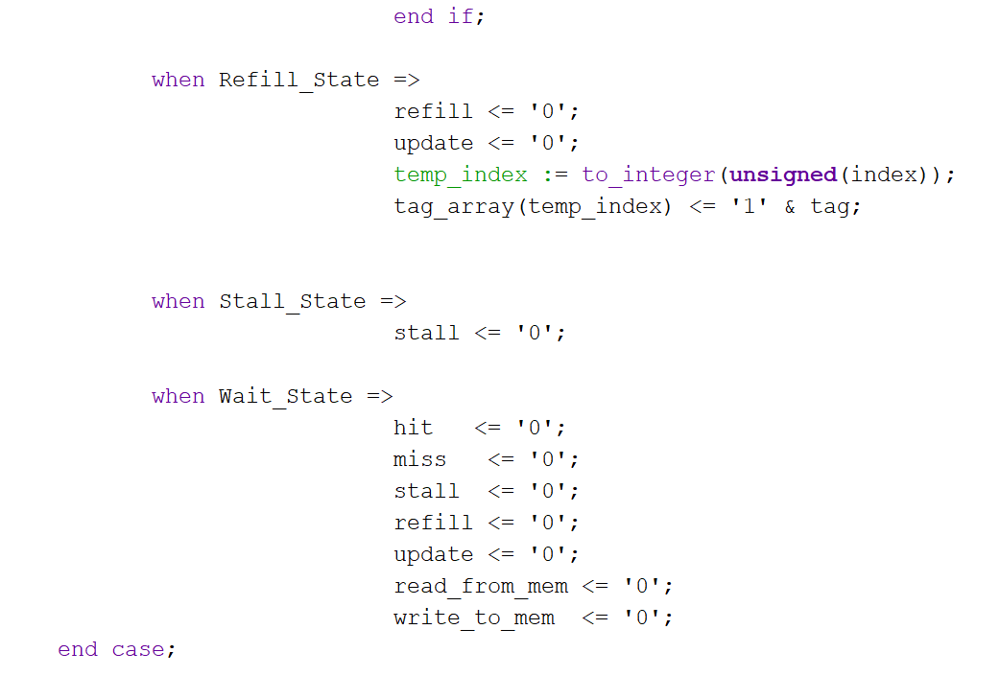 end if;
when Refill_State =>
refill <= '0';
update <= '0';
temp_index := to_integer(unsigned(index));
tag_array(temp_index) <= '1' & tag;
when Stall_State =>
stall <= '0';
when Wait_State =>
hit   <= '0';
miss   <= '0';
stall  <= '0';
refill <= '0';
update <= '0';
read_from_mem <= '0';
write_to_mem  <= '0';
end case;